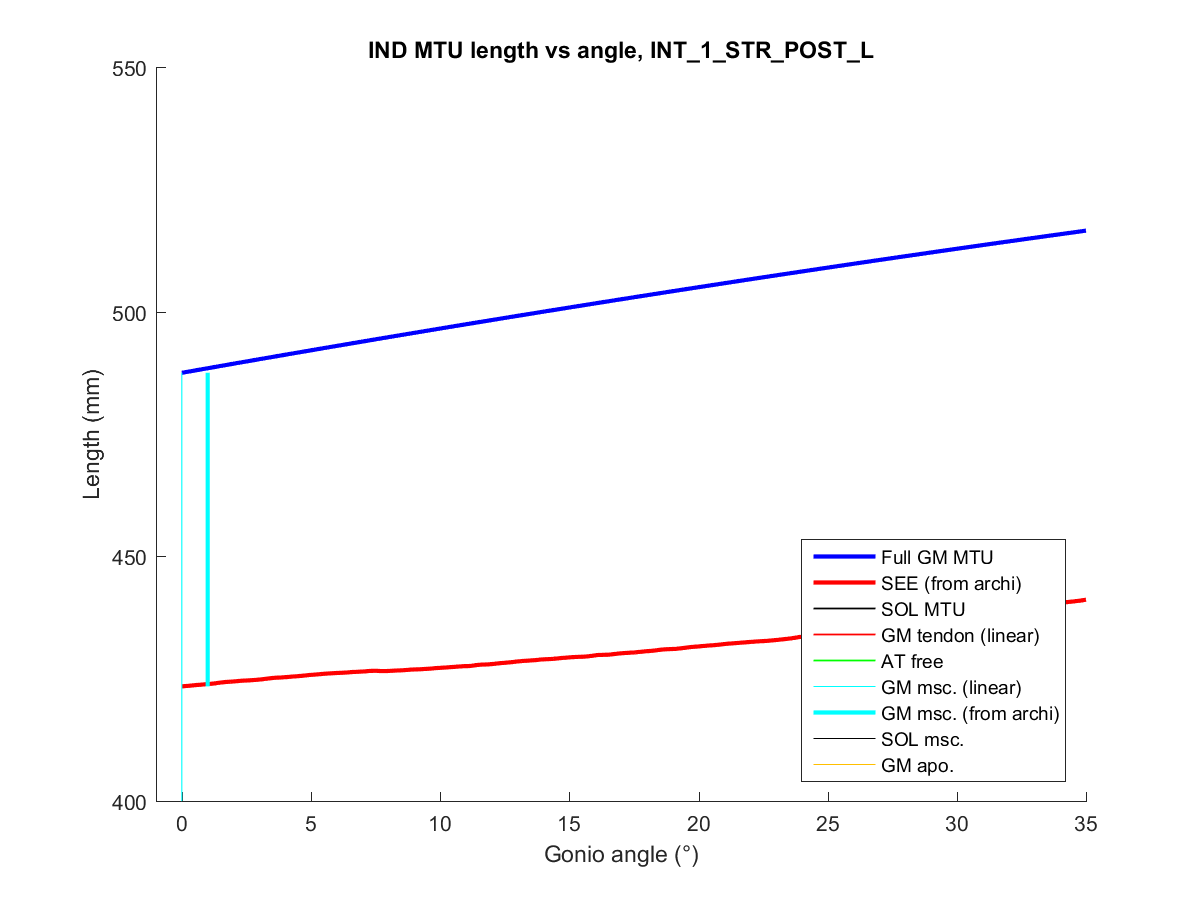 IND MTU length vs angle, INT_1_STR_POST_L
550
500
450
400
Length (mm)
0 5 10 15 20 25 30 35
Gonio angle (°)
Full GM MTU
SEE (from archi)
SOL MTU
GM tendon (linear)
AT free
GM msc. (linear)
GM msc. (from archi)
SOL msc.
GM apo.